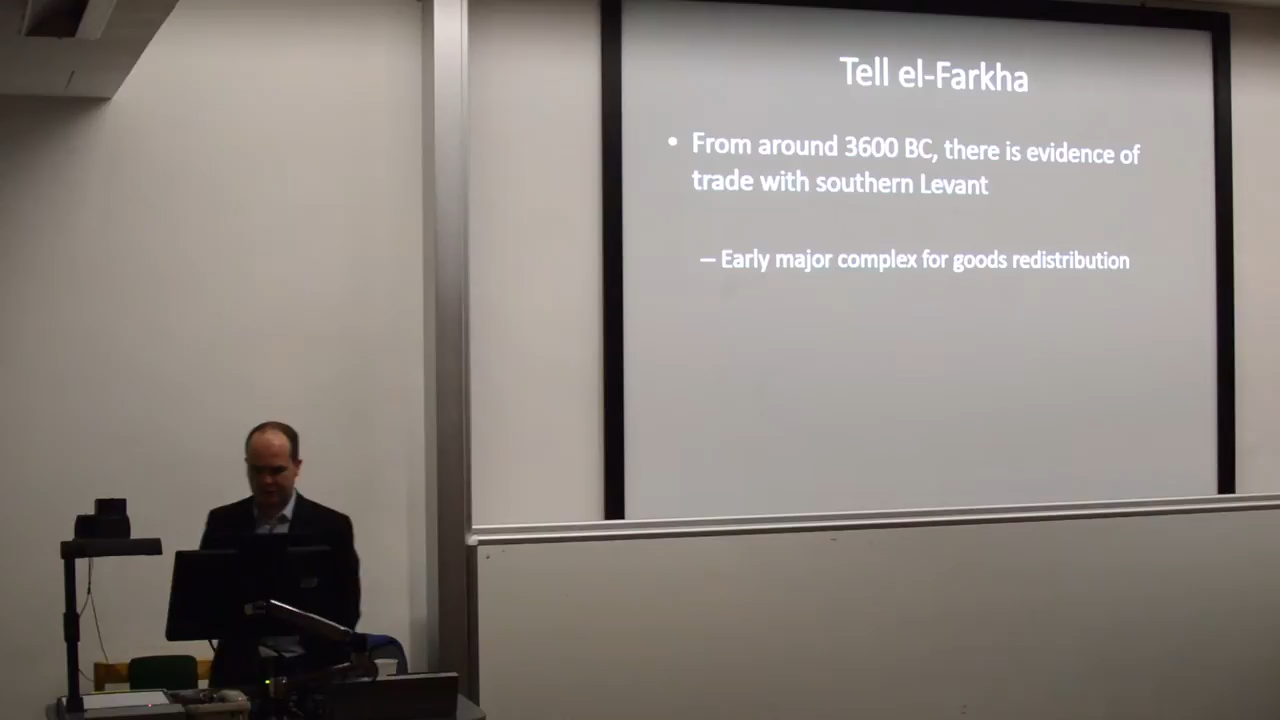 Tell el-Farkha
• From around 3600 BC, there is evidence of
trade with southern Levant
– Early major complex for goods redistribution